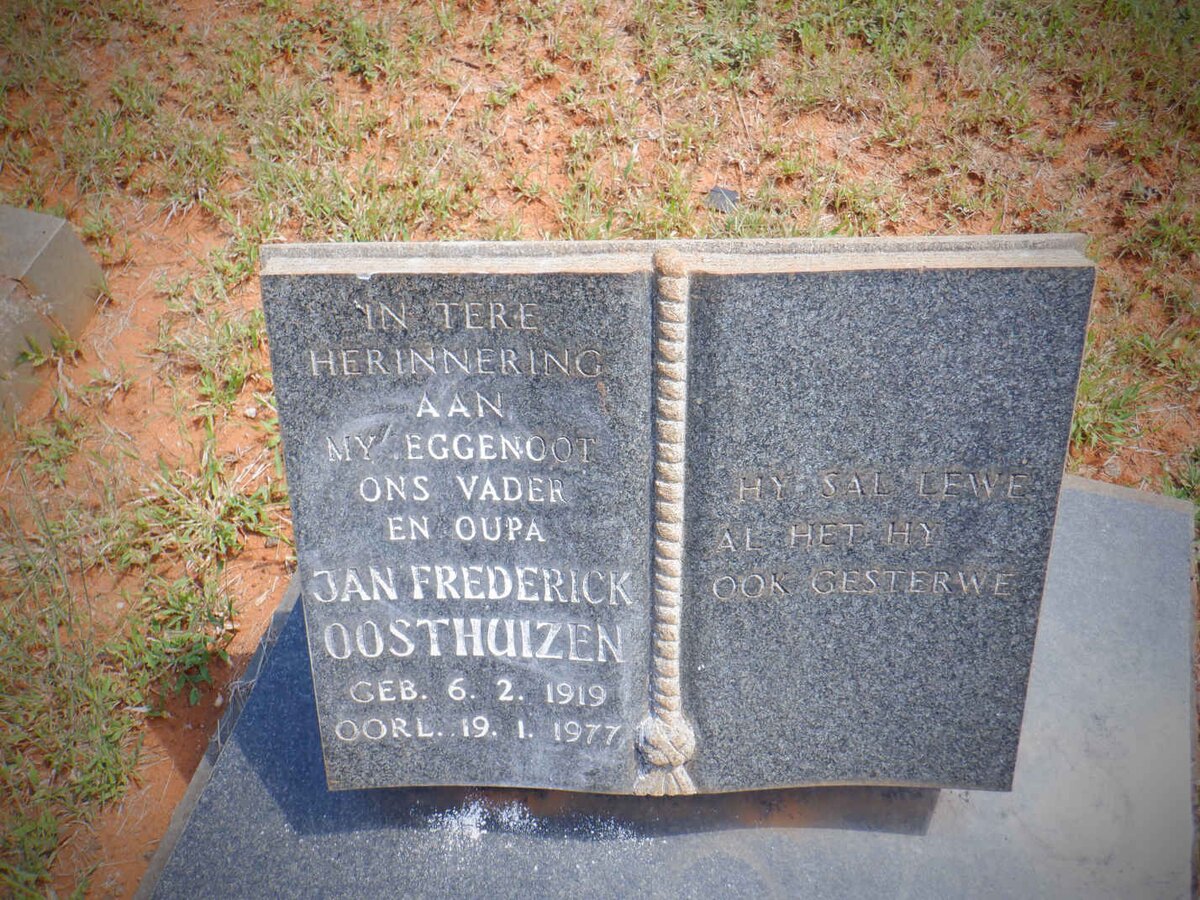 IN TERE
HERINNERING
AAN
MY EGGENOOT
ONS VADER
EN OUPA
JAN FREDERICK
OOSTHUIZEN
GEB. 6. 2. 1919
OORL. 19. 1. 1977
HY SAL LEWE
AL HET HY
OOK GESTERWE